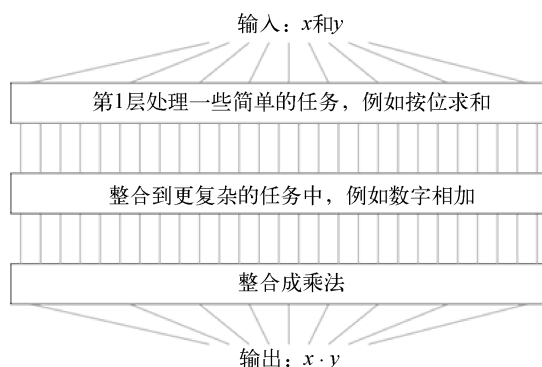 输入：x和y
第1层处理一些简单的任务，例如按位求和
整合到更复杂的任务中，例如数字相加
整合成乘法
输出：x · y